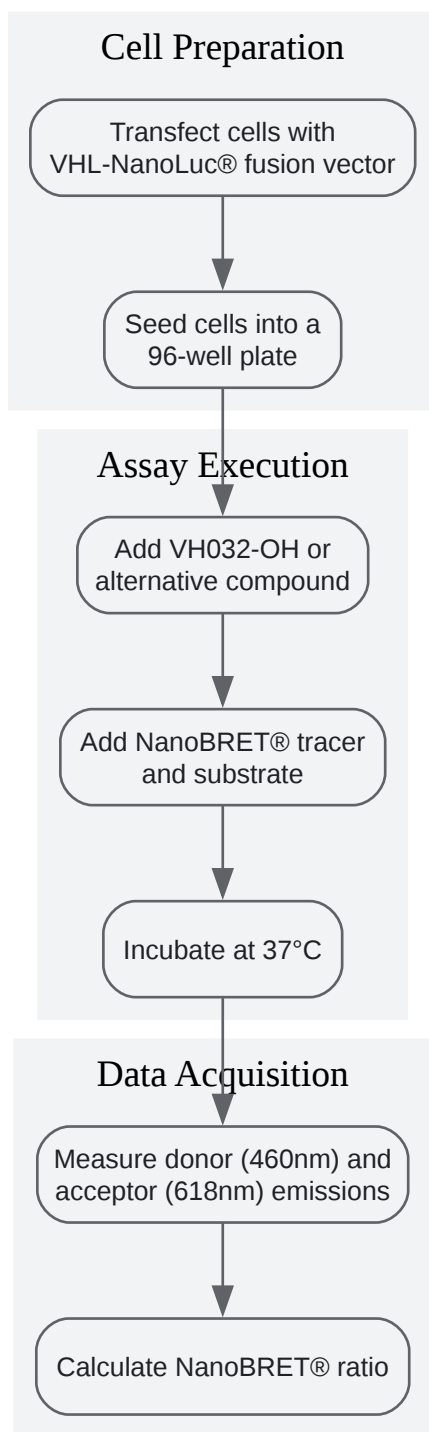 Cell Preparation
Transfect cells with
VHL-NanoLuc® fusion vector
Seed cells into a
96-well plate
Assay Execution
Add VH032-OH or
alternative compound
Add NanoBRET® tracer
and substrate
Incubate at 37°C
Data Acquisition
Measure donor (460nm) and
acceptor (618nm) emissions
Calculate NanoBRET® ratio